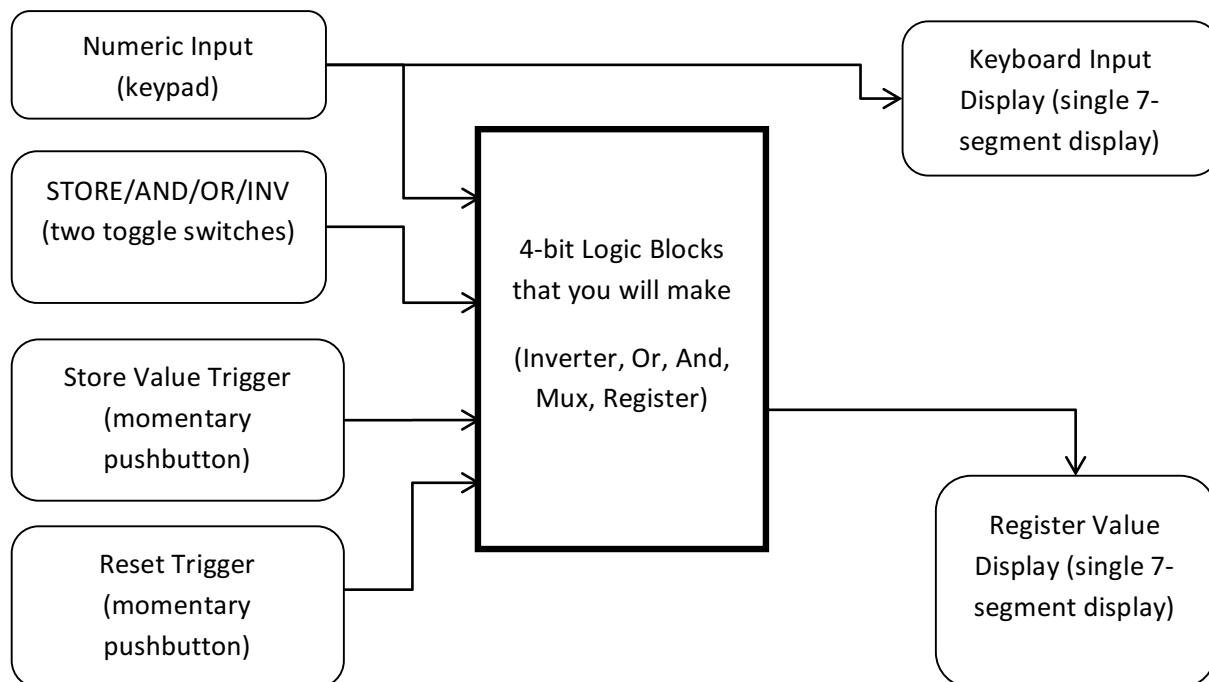 Numeric Input
(keypad)
Keyboard Input
Display (single 7-
segment display)
STORE/AND/OR/INV
(two toggle switches)
4-bit Logic Blocks
that you will make
(Inverter, Or, And,
Mux, Register)
Store Value Trigger
(momentary
pushbutton)
Register Value
Display (single 7-
segment display)
Reset Trigger
(momentary
pushbutton)